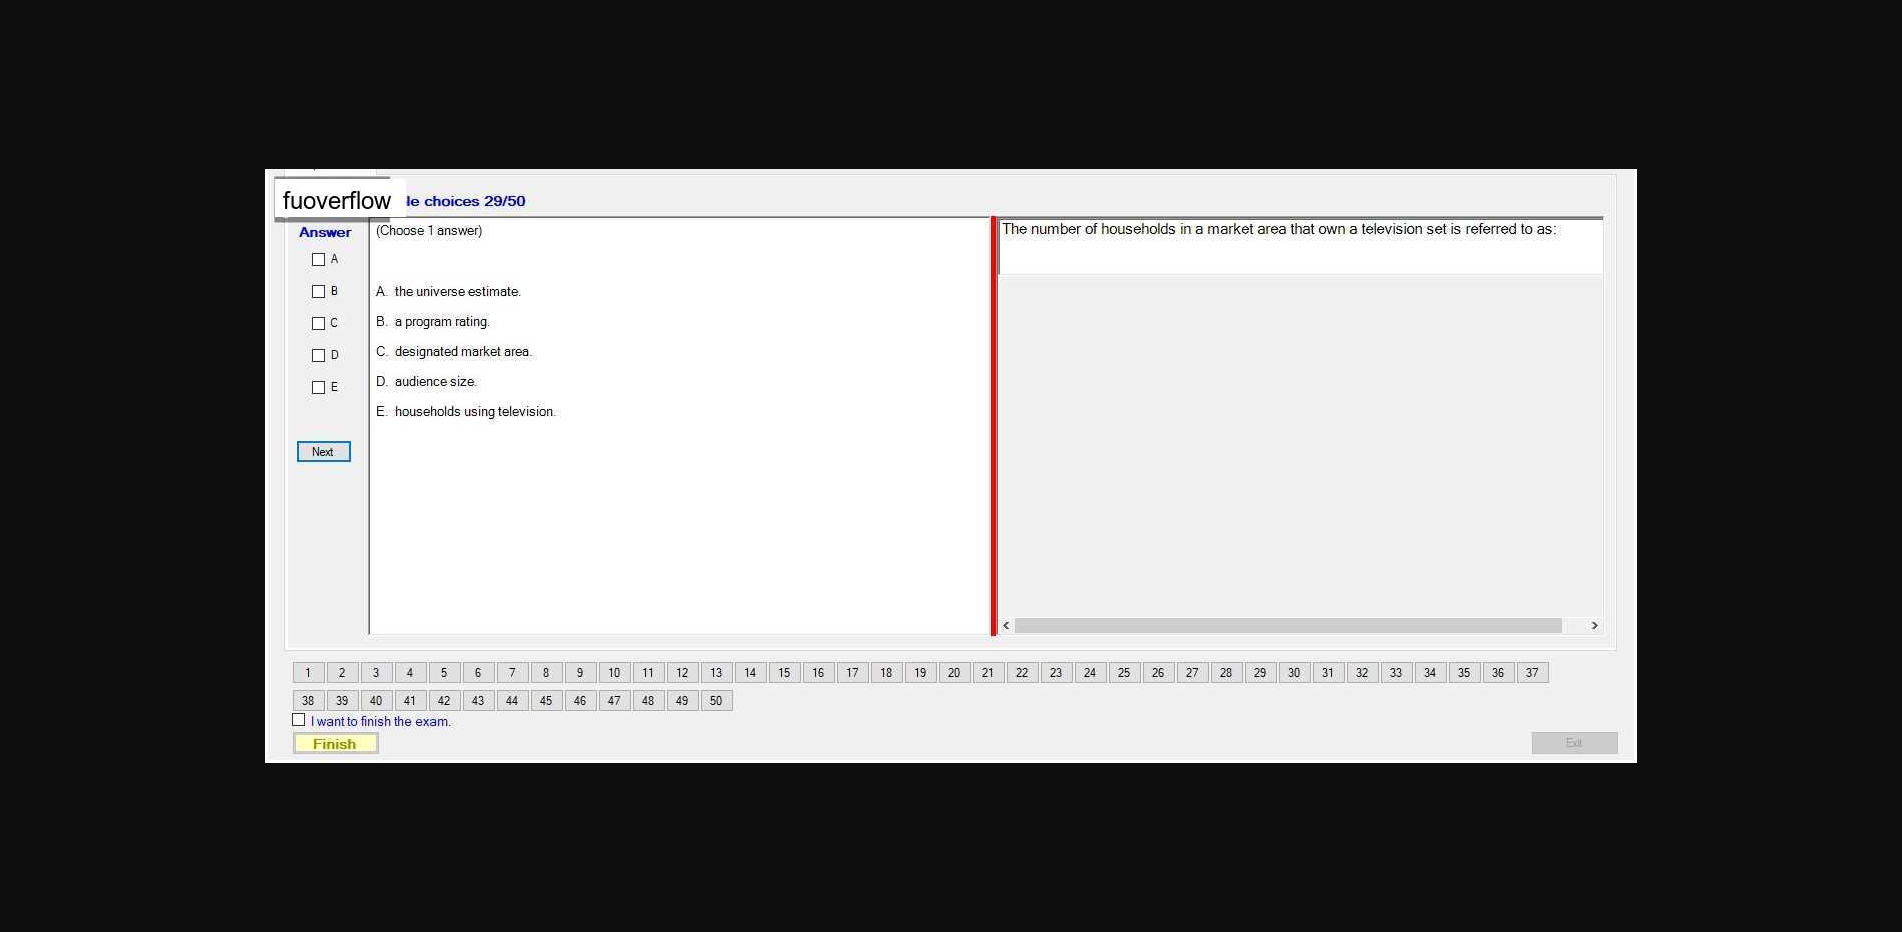 fuoverflow
le choices 29/50
Answer
(Choose 1 answer)
The number of households in a market area that own a television set is referred to as:
A
B
C
D
E
A. the universe estimate.
B. a program rating.
C. designated market area.
D. audience size.
E. households using television.
Next
1 2 3 4 5 6 7 8 9 10 11 12 13 14 15 16 17 18 19 20 21 22 23 24 25 26 27 28 29 30 31 32 33 34 35 36 37
38 39 40 41 42 43 44 45 46 47 48 49 50
I want to finish the exam.
Finish
Exit